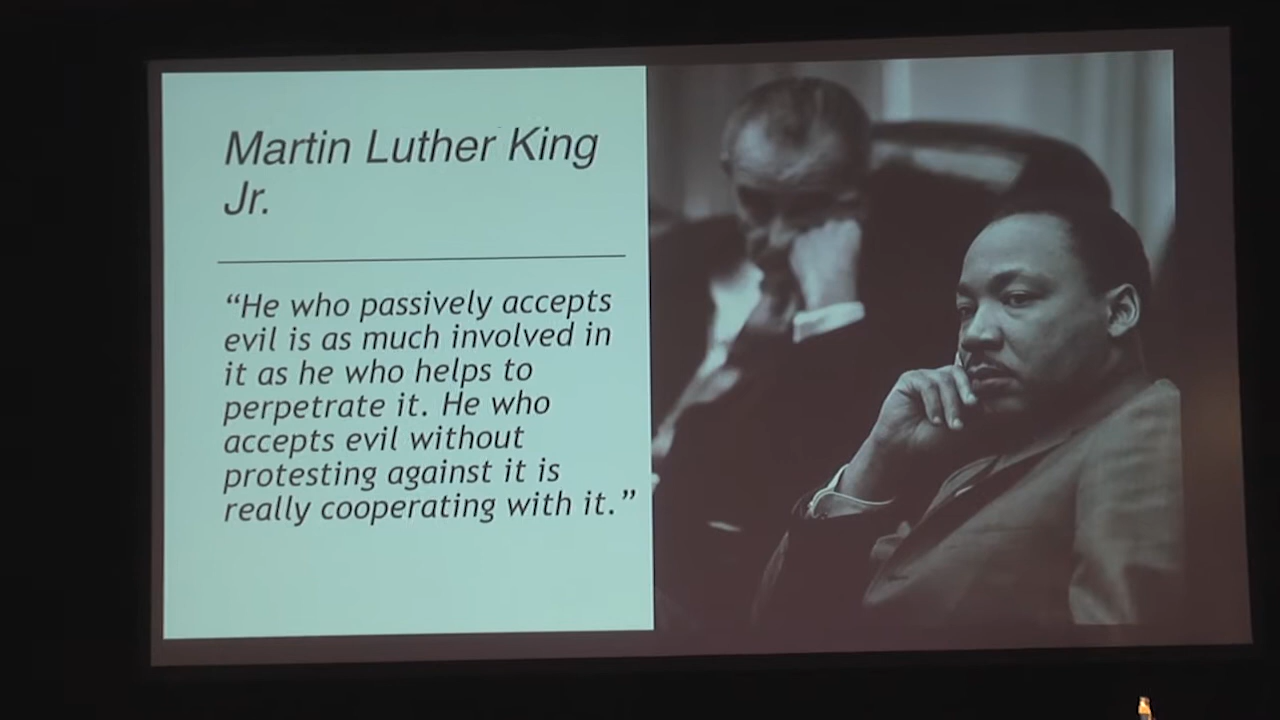 Martin Luther King
Jr.
“He who passively accepts
evil is as much involved in
it as he who helps to
perpetrate it. He who
accepts evil without
protesting against it is
really cooperating with it.”